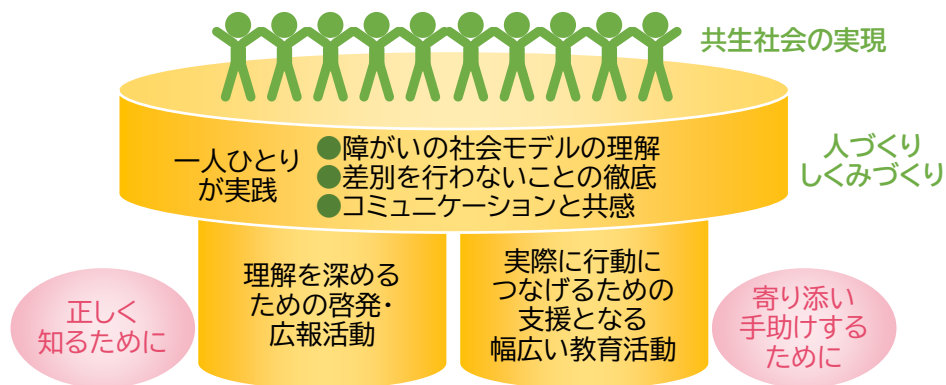 共生社会の実現
一人ひとり
が実践
●障がいの社会モデルの理解
●差別を行わないことの徹底
●コミュニケーションと共感
人づくり
しくみづくり
正しく
知るために
理解を深める
ための啓発・
広報活動
実際に行動に
つなげるための
支援となる
幅広い教育活動
寄り添い
手助けする
ために